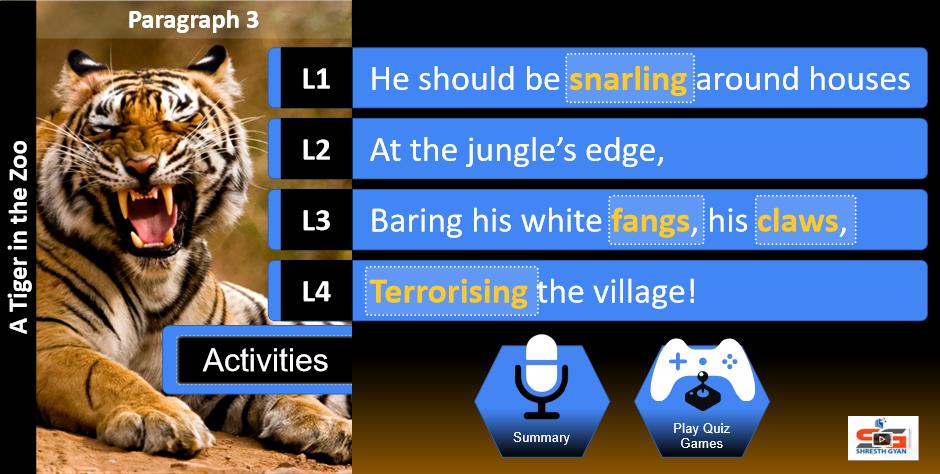 Paragraph 3
A Tiger in the Zoo
L1 He should be snarling around houses
L2 At the jungle’s edge,
L3 Baring his white fangs, his claws,
L4 Terrorising the village!
Activities
Summary
Play Quiz
Games
SG
SHRESTH GYAN